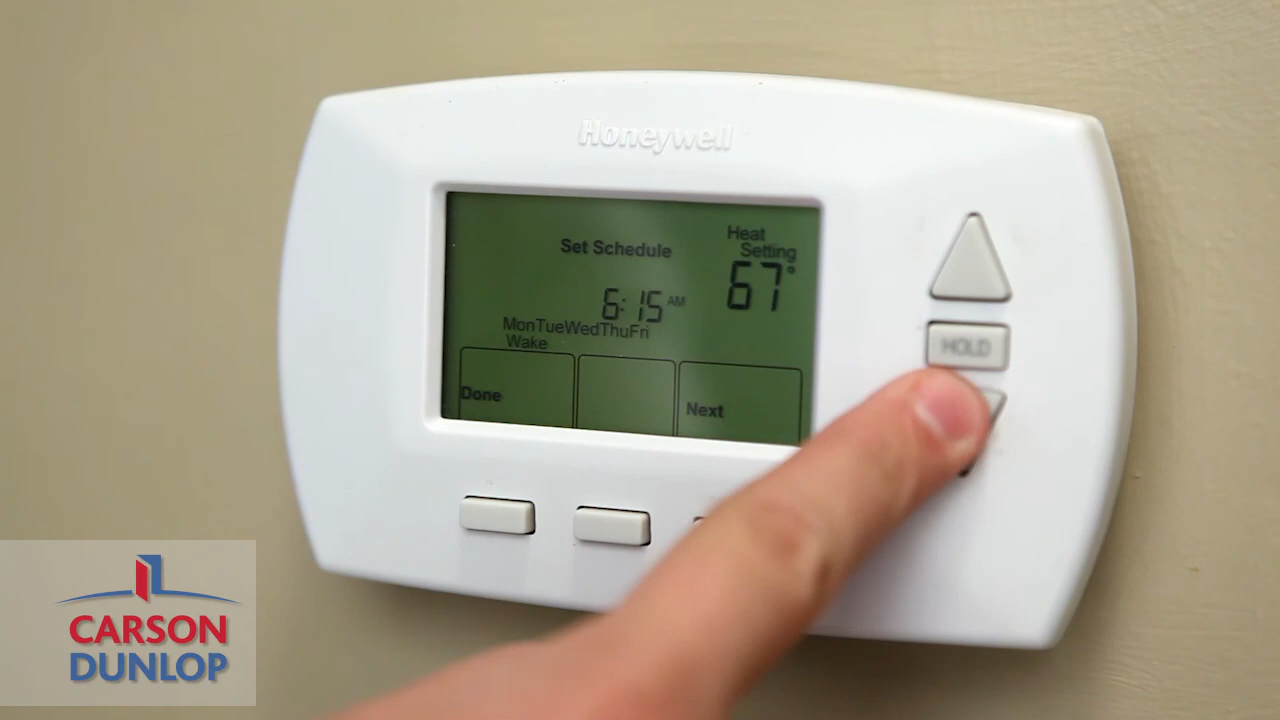 Honeywell
Set Schedule
Heat
Setting
67°
6:15 AM
MonTueWedThuFri
Wake
Done
Next
HOLD
CARSON
DUNLOP